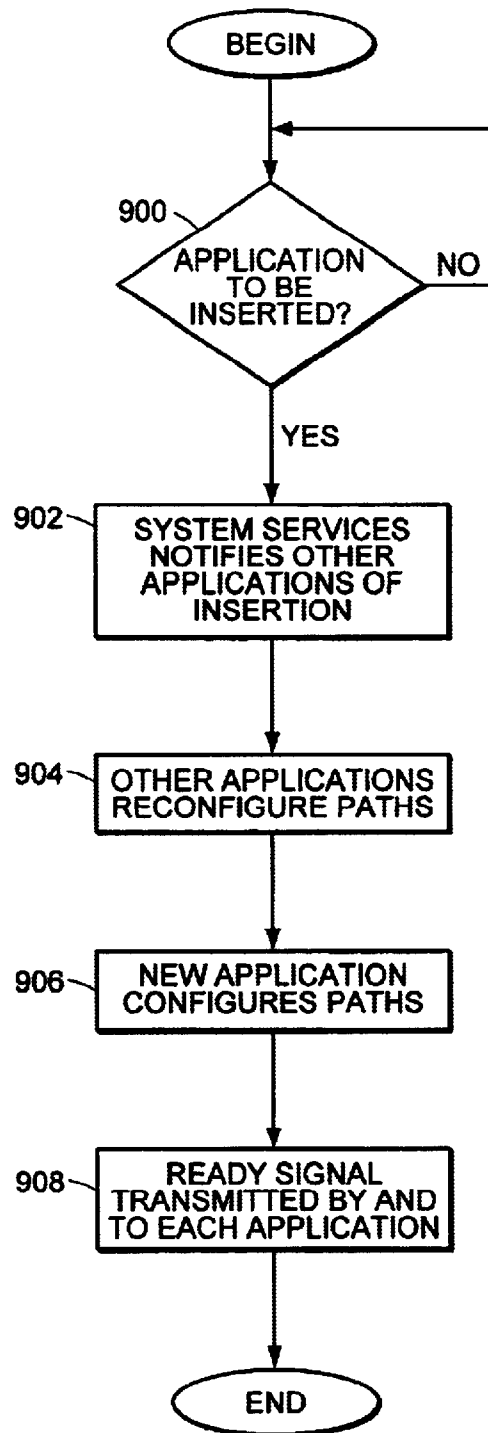 BEGIN
900
APPLICATION
TO BE
INSERTED?
NO
YES
902
SYSTEM SERVICES
NOTIFIES OTHER
APPLICATIONS OF
INSERTION
904
OTHER APPLICATIONS
RECONFIGURE PATHS
906
NEW APPLICATION
CONFIGURES PATHS
908
READY SIGNAL
TRANSMITTED BY AND
TO EACH APPLICATION
END